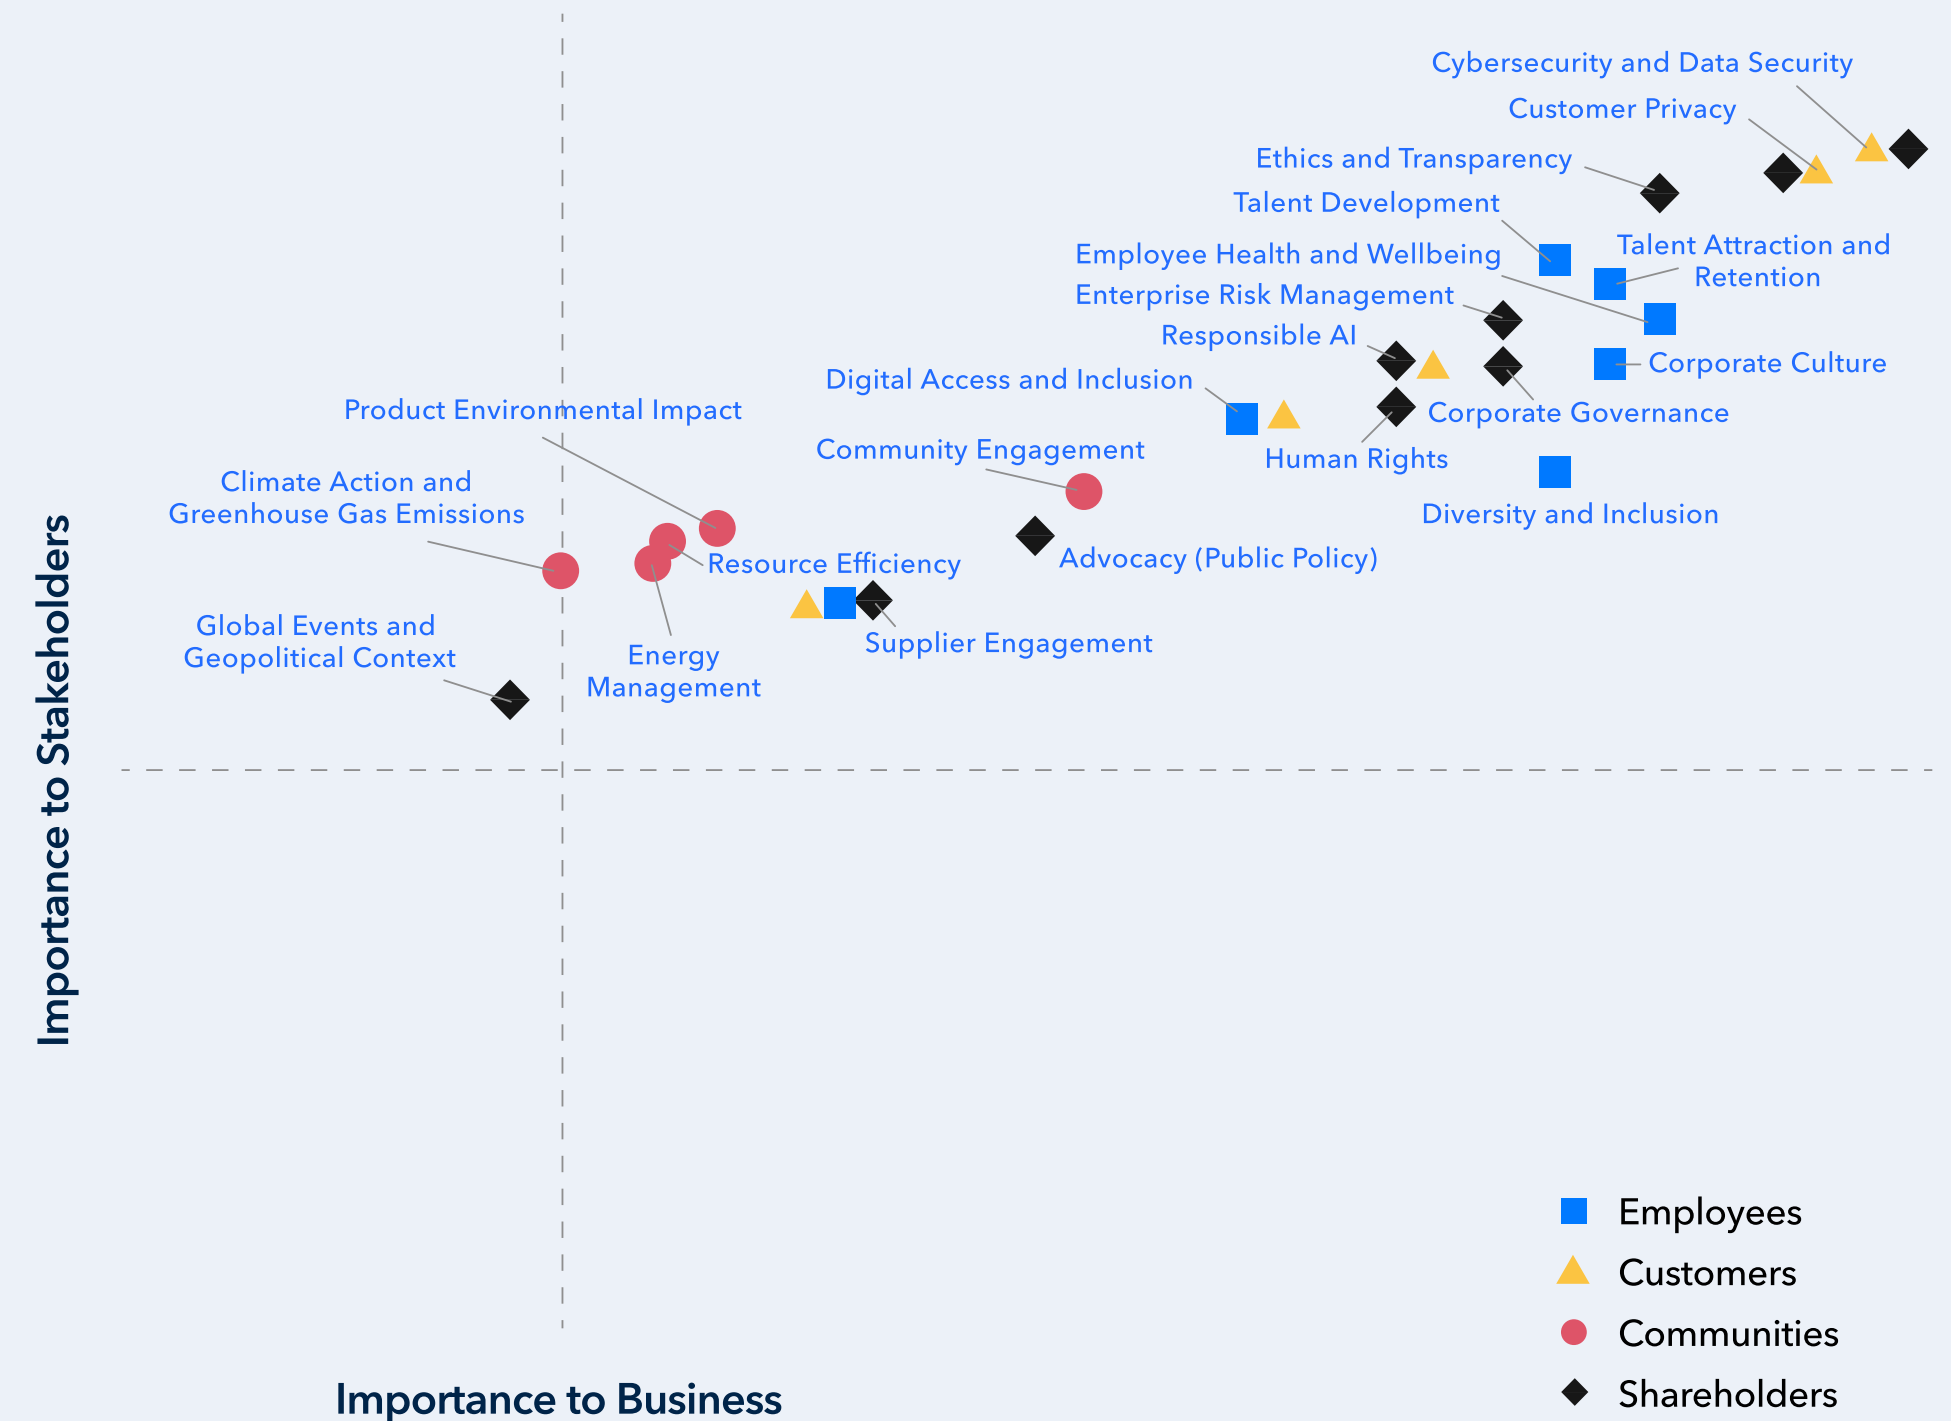 Cybersecurity and Data Security
Customer Privacy
Ethics and Transparency
Talent Development
Talent Attraction and
Retention
Employee Health and Wellbeing
Enterprise Risk Management
Responsible AI
Corporate Culture
Digital Access and Inclusion
Product Environmental Impact
Corporate Governance
Community Engagement
Human Rights
Climate Action and
Greenhouse Gas Emissions
Diversity and Inclusion
Resource Efficiency
Advocacy (Public Policy)
Global Events and
Geopolitical Context
Supplier Engagement
Energy
Management
Importance to Stakeholders
Employees
Customers
Communities
Shareholders
Importance to Business